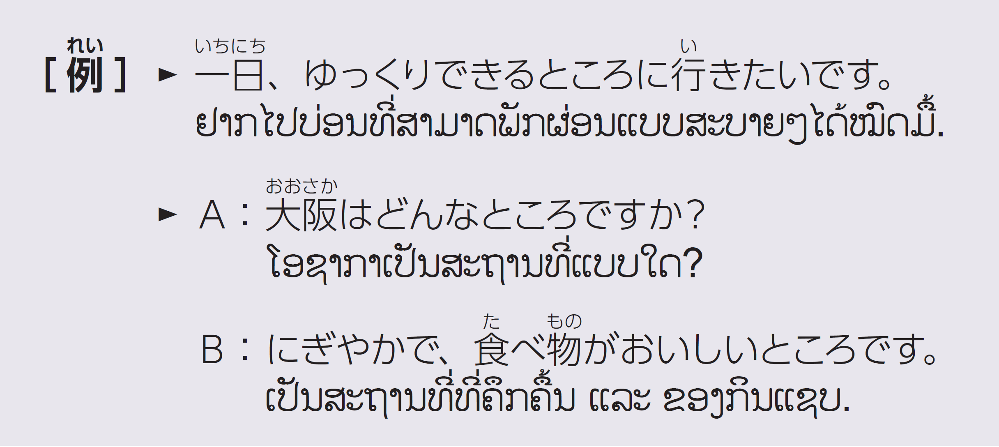 れい
[例] ► 一日、ゆっくりできるところに行きたいです。
いちにち い
ຢາກໄປບ່ອນທີ່ສາມາດພັກຜ່ອນແບບສະບາຍໆໄດ້ໝົດມື້.
おおさか
► A：大阪はどんなところですか？
ໂອຊາກາເປັນສະຖານທີ່ແບບໃດ?
た もの
B：にぎやかで、食べ物がおいしいところです。
ເປັນສະຖານທີ່ທີ່ຄຶກຄື້ນ ແລະ ຂອງກິນແຊບ.